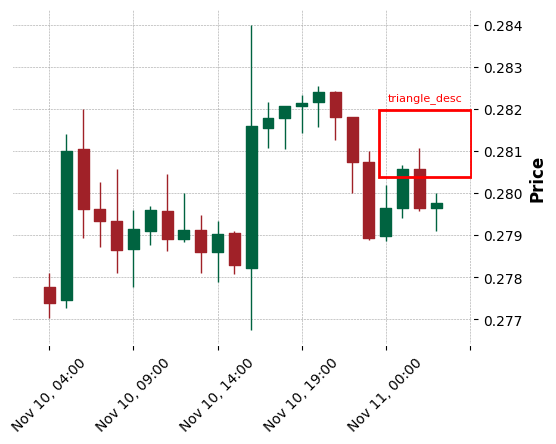 0.284
0.283
triangle_desc
0.282
0.281
0.280
0.279
0.278
0.277
Price
Nov 10, 04:00
Nov 10, 09:00
Nov 10, 14:00
Nov 10, 19:00
Nov 11, 00:00